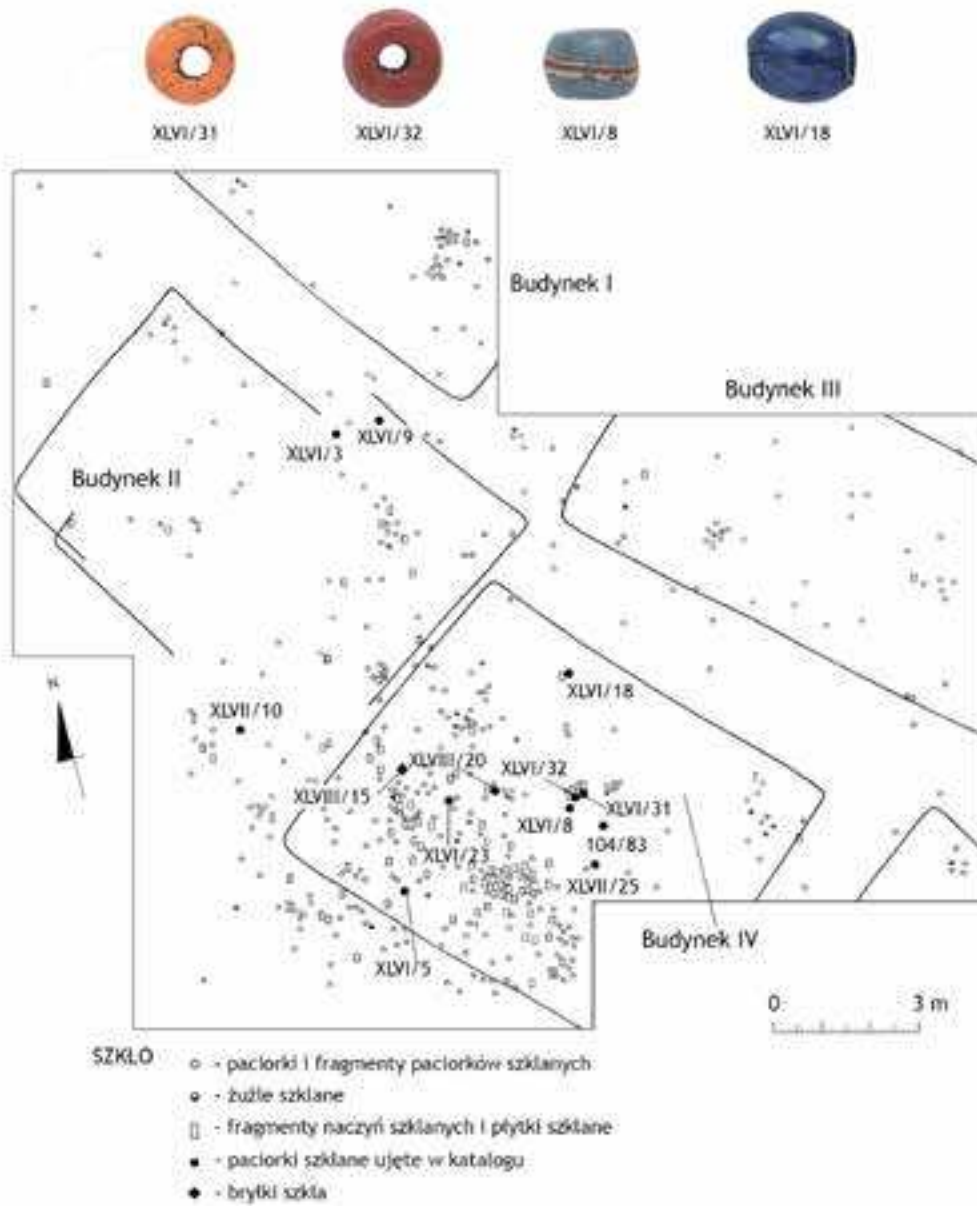 XLVI/31
XLVI/32
XLVI/8
XLVI/18
Budynek I
Budynek III
XLVI/9
XLVI/3
Budynek II
N
XLVI/18
XLVII/10
XLVIII/20
XLVI/32
XLVIII/15
XLVI/31
XLVI/8
104/83
XLVI/23
XLVII/25
Budynek IV
XLVI/5
0 3 m
SZKŁO
- paciorki i fragmenty paciorków szklanych
- żużle szklane
- fragmenty naczyń szklanych i płytki szklane
- paciorki szklane ujęte w katalogu
- bryłki szkła